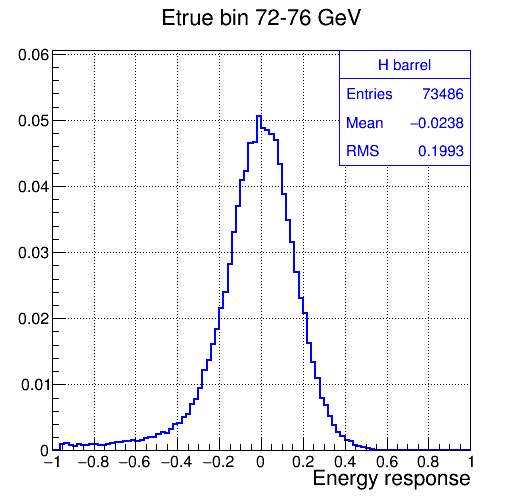 Etrue bin 72-76 GeV
H barrel
Entries 73486
Mean −0.0238
RMS 0.1993
0.06
0.05
0.04
0.03
0.02
0.01
0
−1 −0.8 −0.6 −0.4 −0.2 0 0.2 0.4 0.6 0.8 1
Energy response